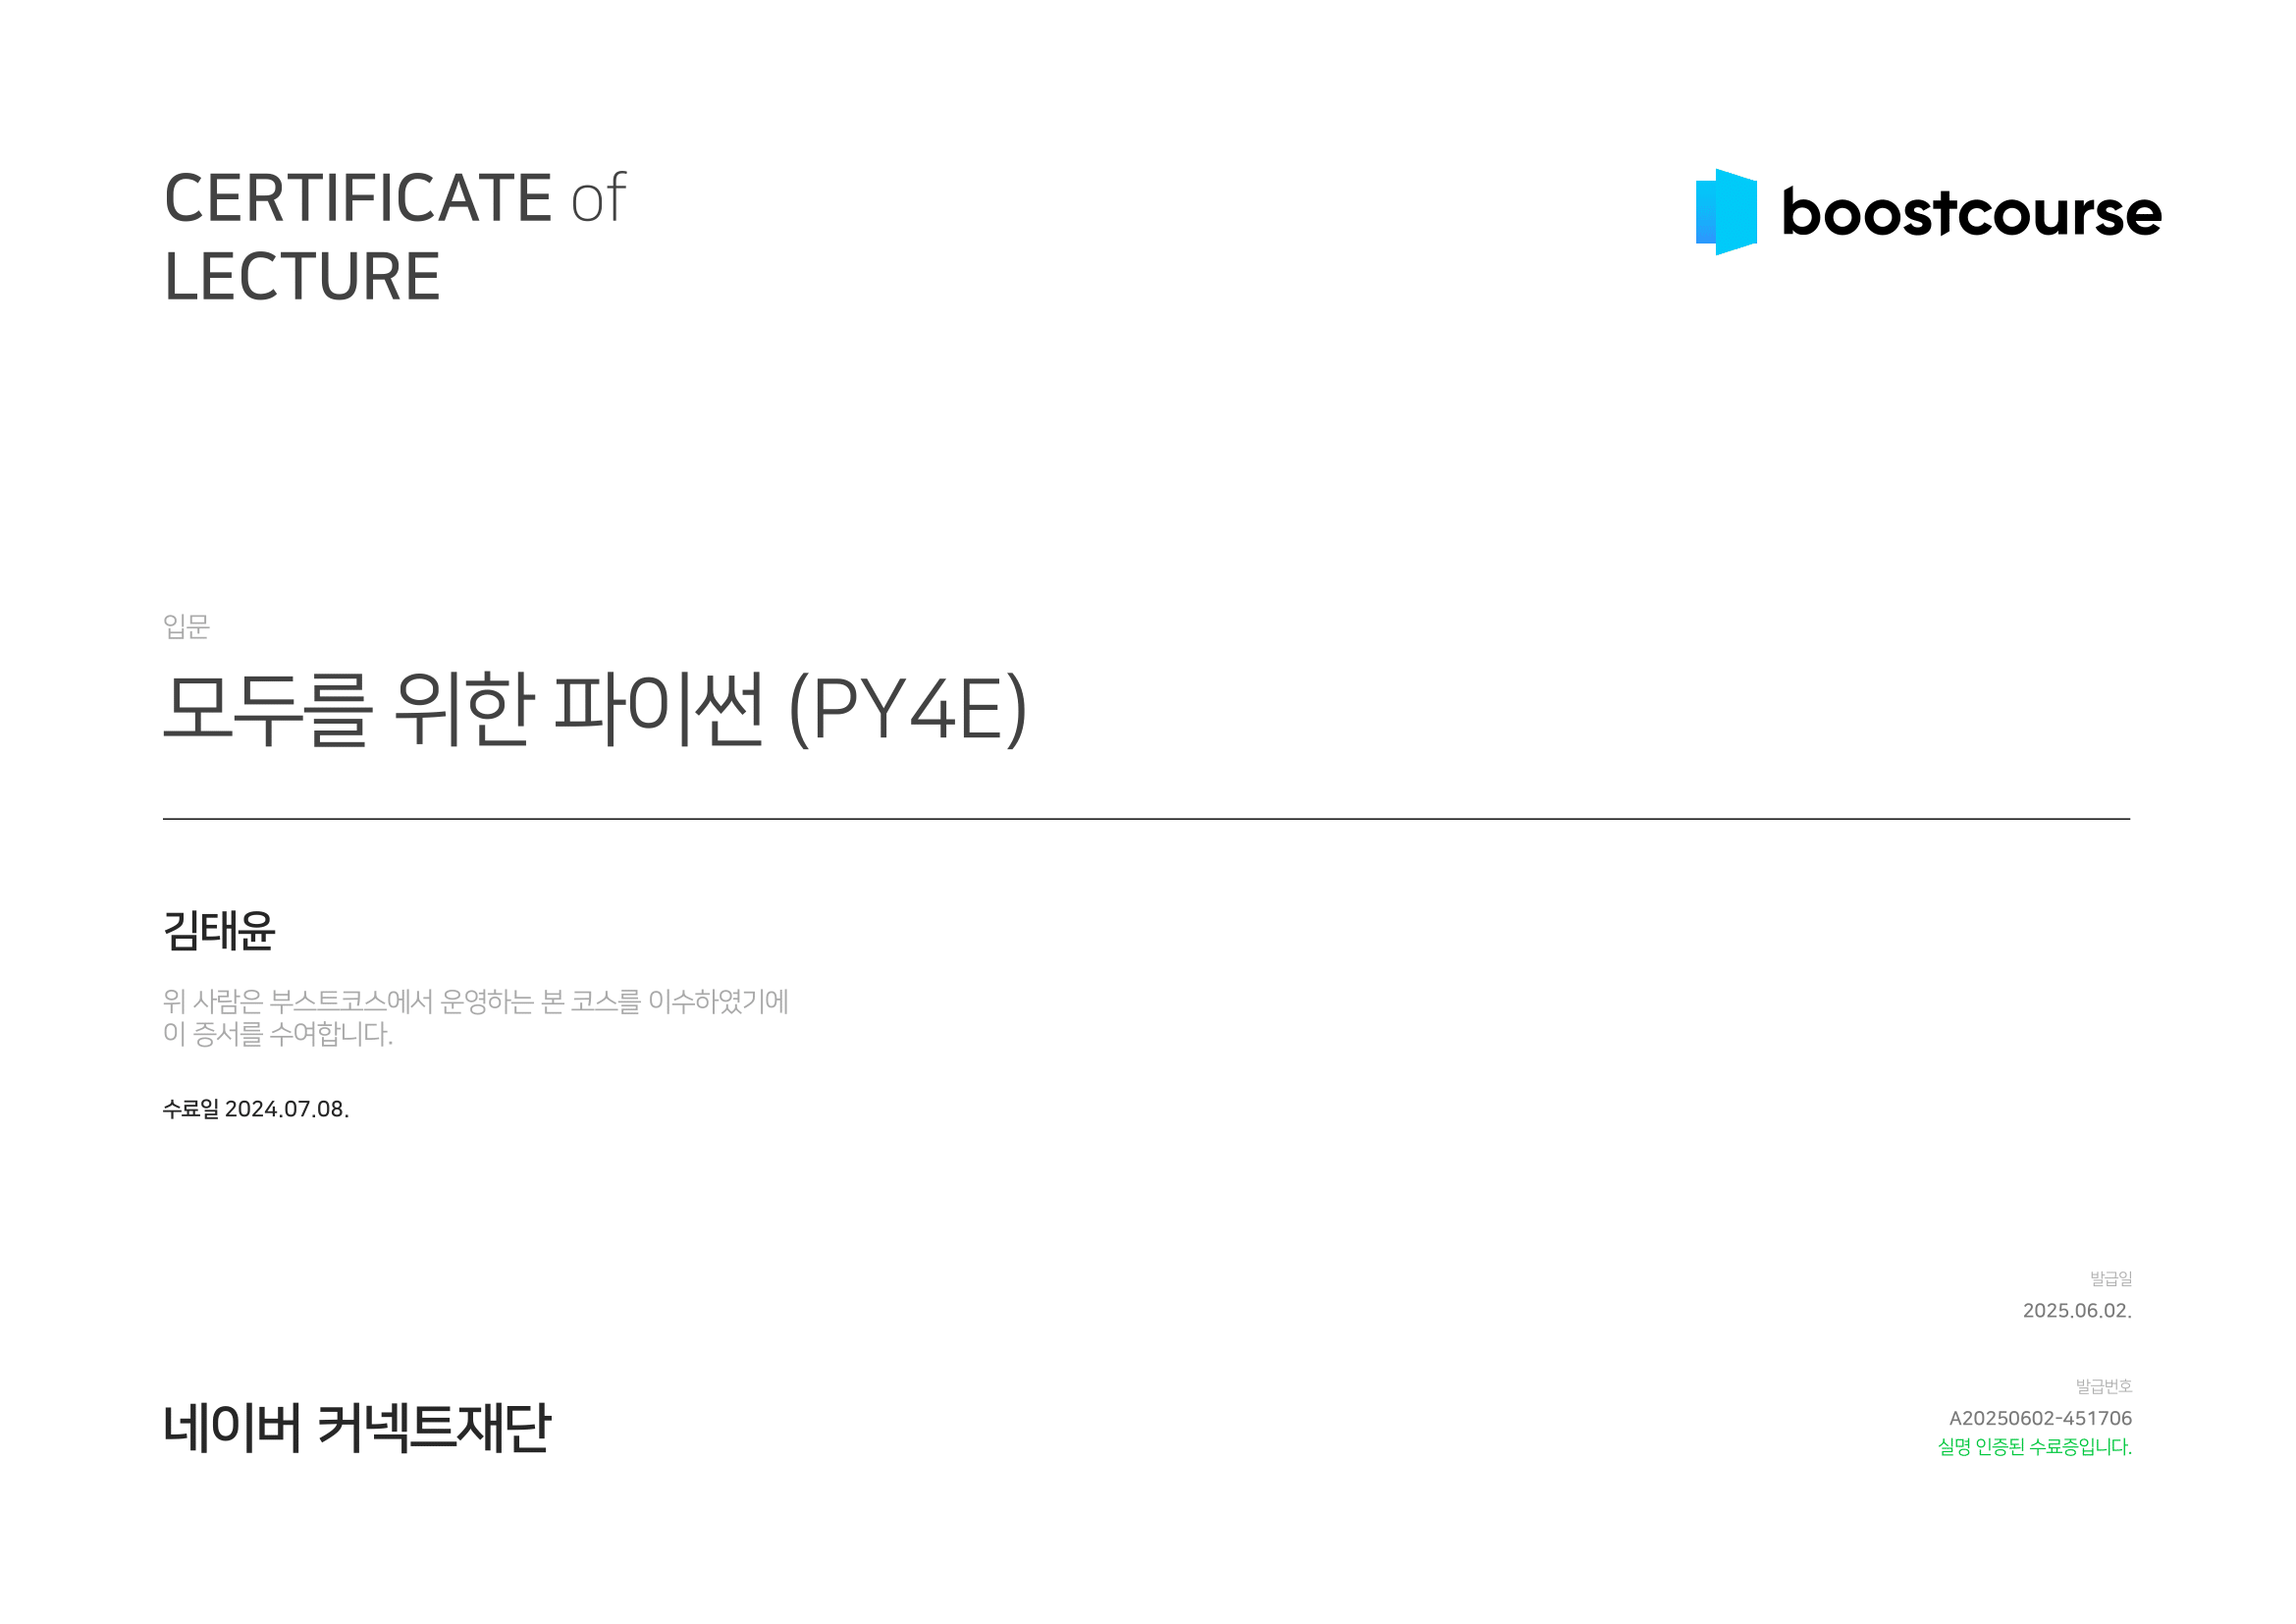 CERTIFICATE of
LECTURE
boostcourse
입문
모두를 위한 파이썬 (PY4E)
김태윤
위 사람은 부스트코스에서 운영하는 본 코스를 이수하였기에
이 증서를 수여합니다.
수료일 2024.07.08.
발급일
2025.06.02.
발급번호
A20250602-451706
실명 인증된 수료증입니다.
네이버 커넥트재단